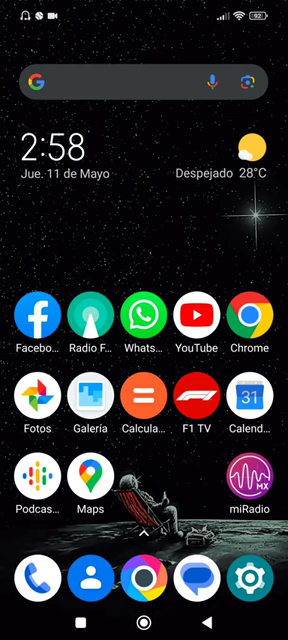 92
2:58
Jue. 11 de Mayo
Despejado 28°C
Facebo...
Radio F...
Whats...
YouTube
Chrome
31
Fotos
Galería
Calcula...
F1 TV
Calend...
MX
Podcas...
Maps
miRadio